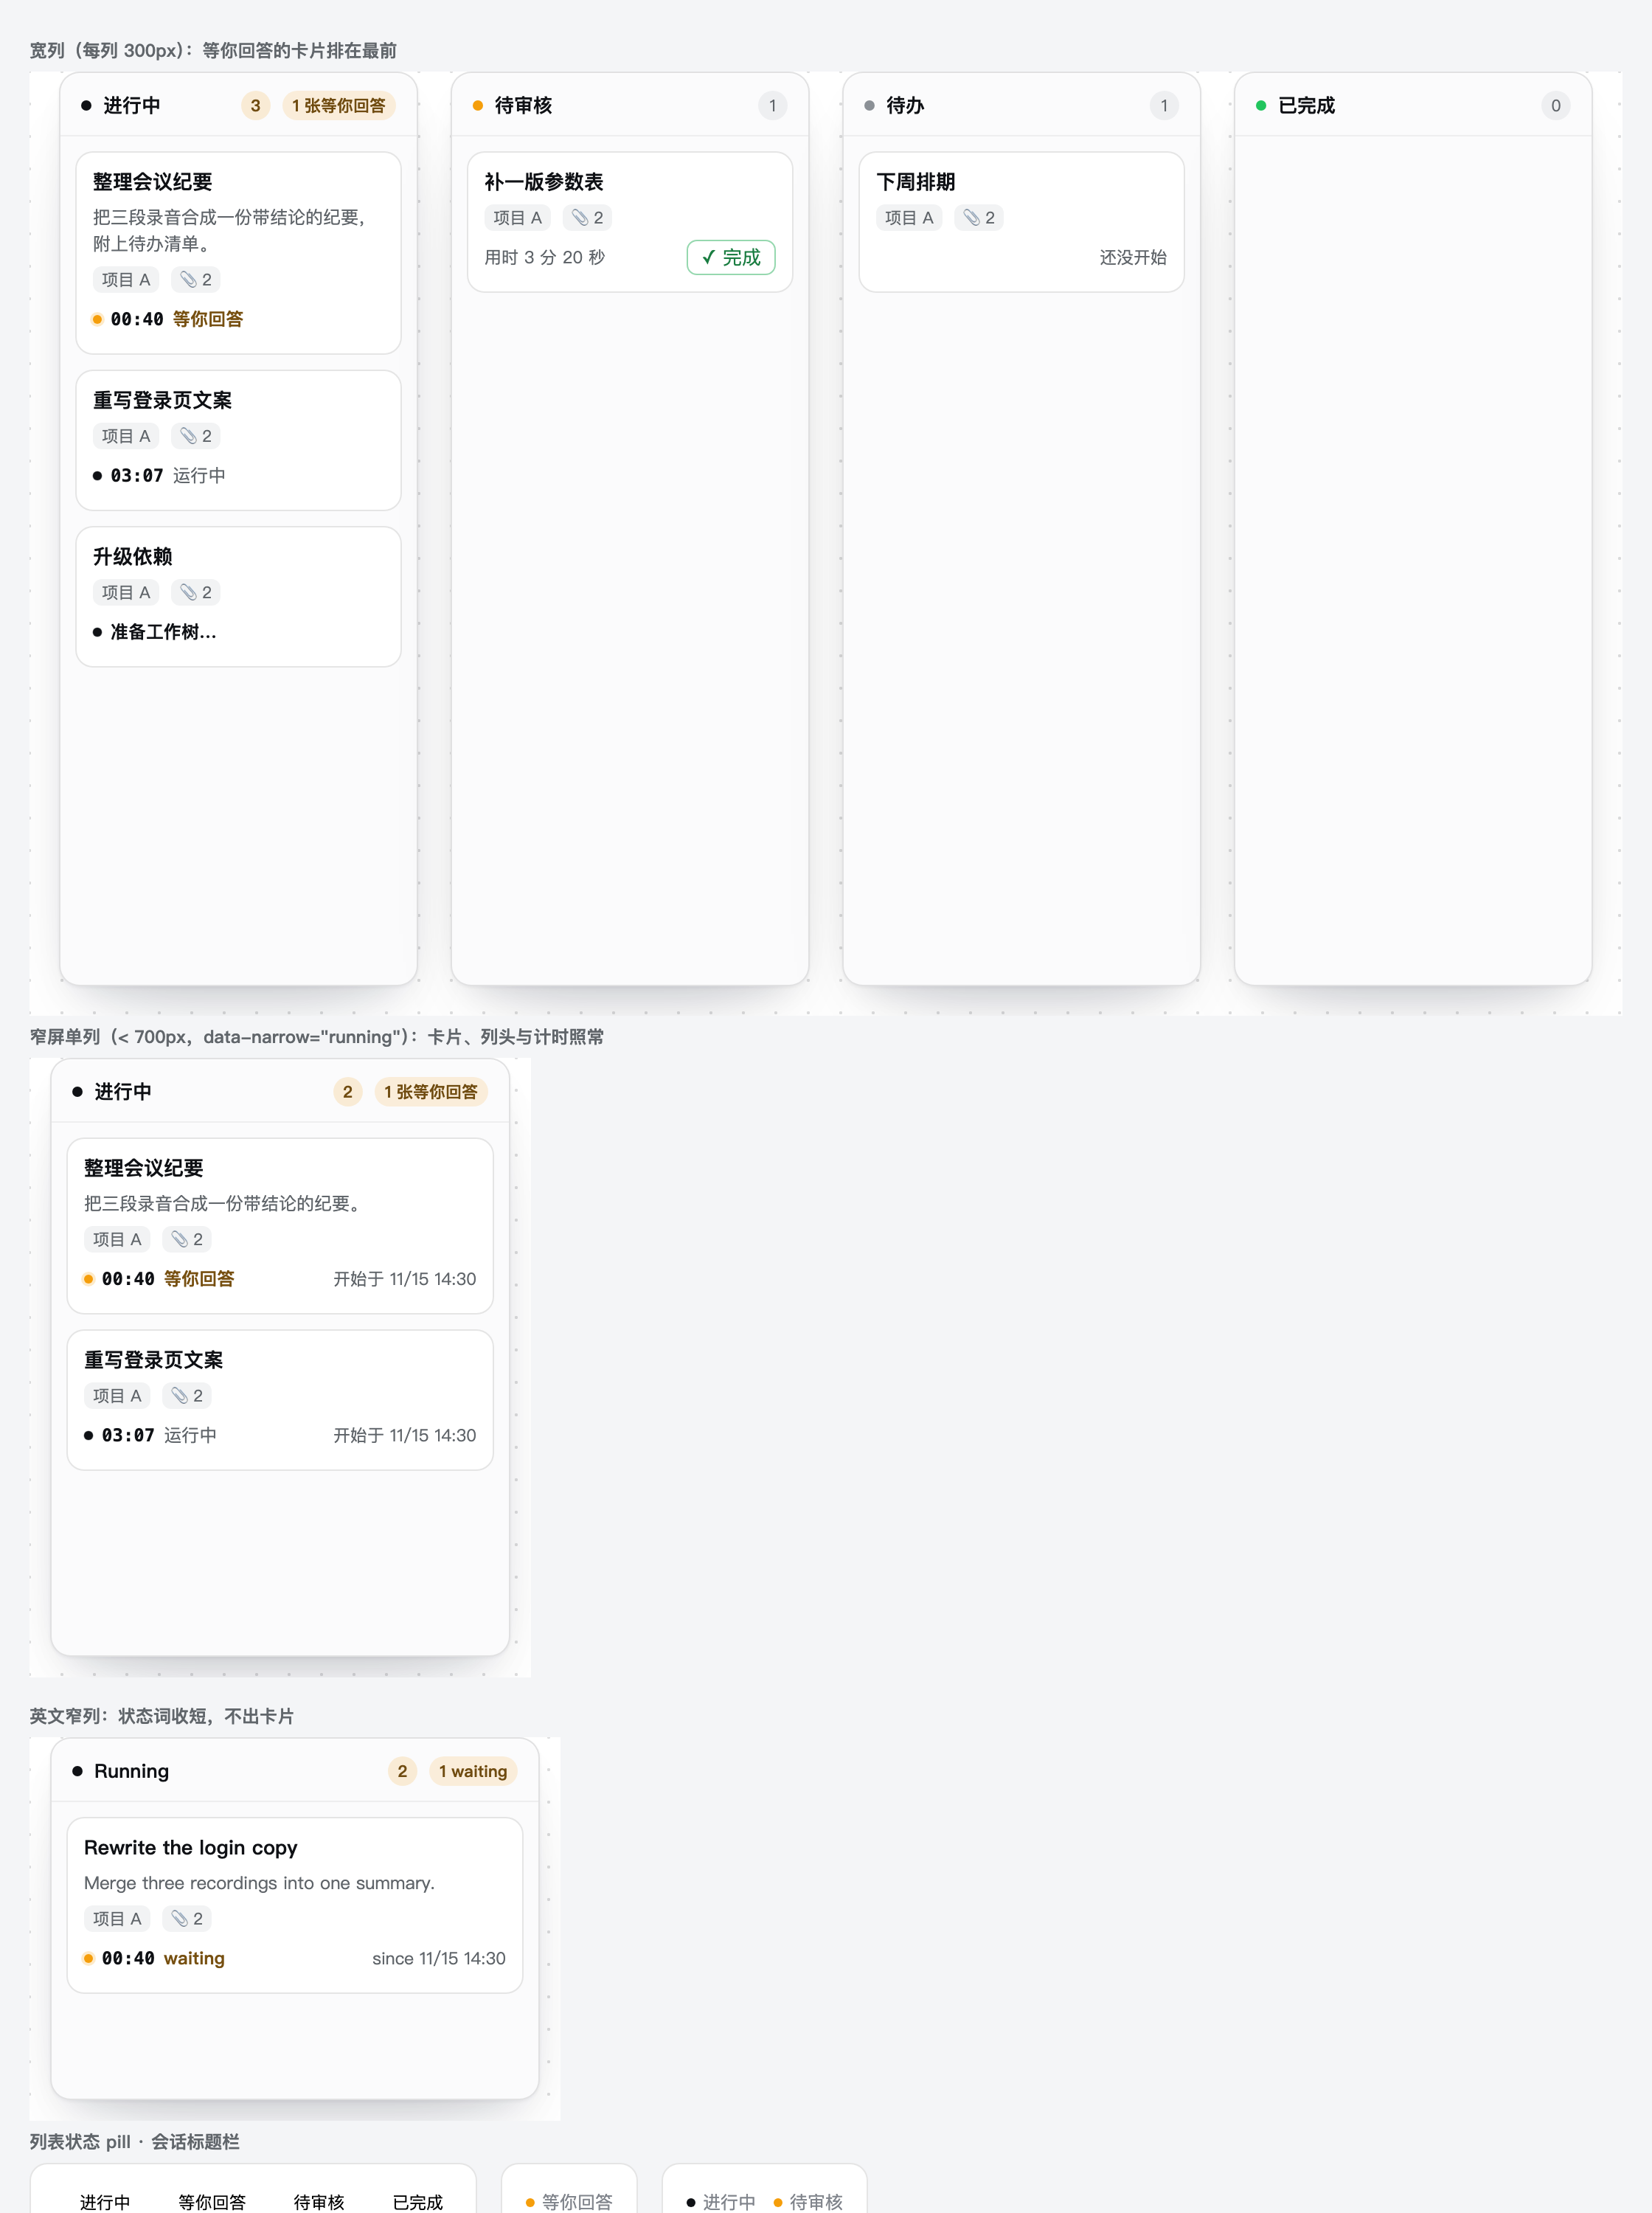 宽列（每列 300px）：等你回答的卡片排在最前
进行中 3 1 张等你回答
整理会议纪要
把三段录音合成一份带结论的纪要，
附上待办清单。
项目 A 📎 2
00:40 等你回答
重写登录页文案
项目 A 📎 2
03:07 运行中
升级依赖
项目 A 📎 2
准备工作树…
待审核 1
补一版参数表
项目 A 📎 2
用时 3 分 20 秒 ✓ 完成
待办 1
下周排期
项目 A 📎 2
还没开始
已完成 0
窄屏单列（< 700px，data-narrow="running"）：卡片、列头与计时照常
进行中 2 1 张等你回答
整理会议纪要
把三段录音合成一份带结论的纪要。
项目 A 📎 2
00:40 等你回答 开始于 11/15 14:30
重写登录页文案
项目 A 📎 2
03:07 运行中 开始于 11/15 14:30
英文窄列：状态词收短，不出卡片
Running 2 1 waiting
Rewrite the login copy
Merge three recordings into one summary.
项目 A 📎 2
00:40 waiting since 11/15 14:30
列表状态 pill · 会话标题栏
进行中 等你回答 待审核 已完成
等你回答
进行中 待审核